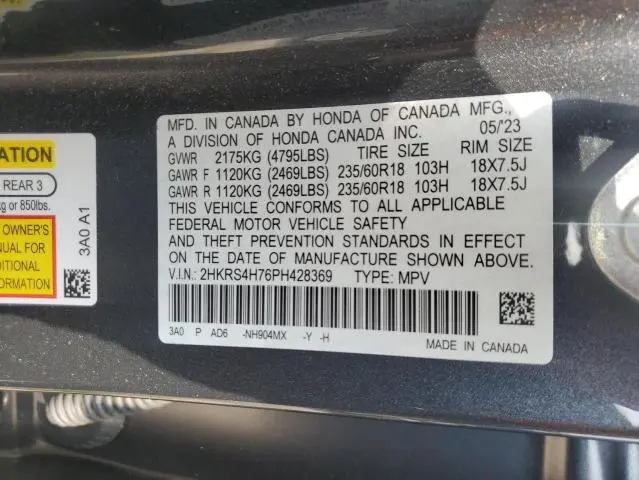 ATION
REAR 3
kg or 850lbs.
OWNER'S
NUAL FOR
DITIONAL
FORMATION
3A0 A1
MFD. IN CANADA BY HONDA OF CANADA MFG.,
A DIVISION OF HONDA CANADA INC. 05/'23
GVWR 2175KG (4795LBS) TIRE SIZE RIM SIZE
GAWR F 1120KG (2469LBS) 235/60R18 103H 18X7.5J
GAWR R 1120KG (2469LBS) 235/60R18 103H 18X7.5J
THIS VEHICLE CONFORMS TO ALL APPLICABLE
FEDERAL MOTOR VEHICLE SAFETY
AND THEFT PREVENTION STANDARDS IN EFFECT
ON THE DATE OF MANUFACTURE SHOWN ABOVE.
V.I.N.: 2HKRS4H76PH428369 TYPE: MPV
3A0 P AD6 -NH904MX -Y -H
MADE IN CANADA